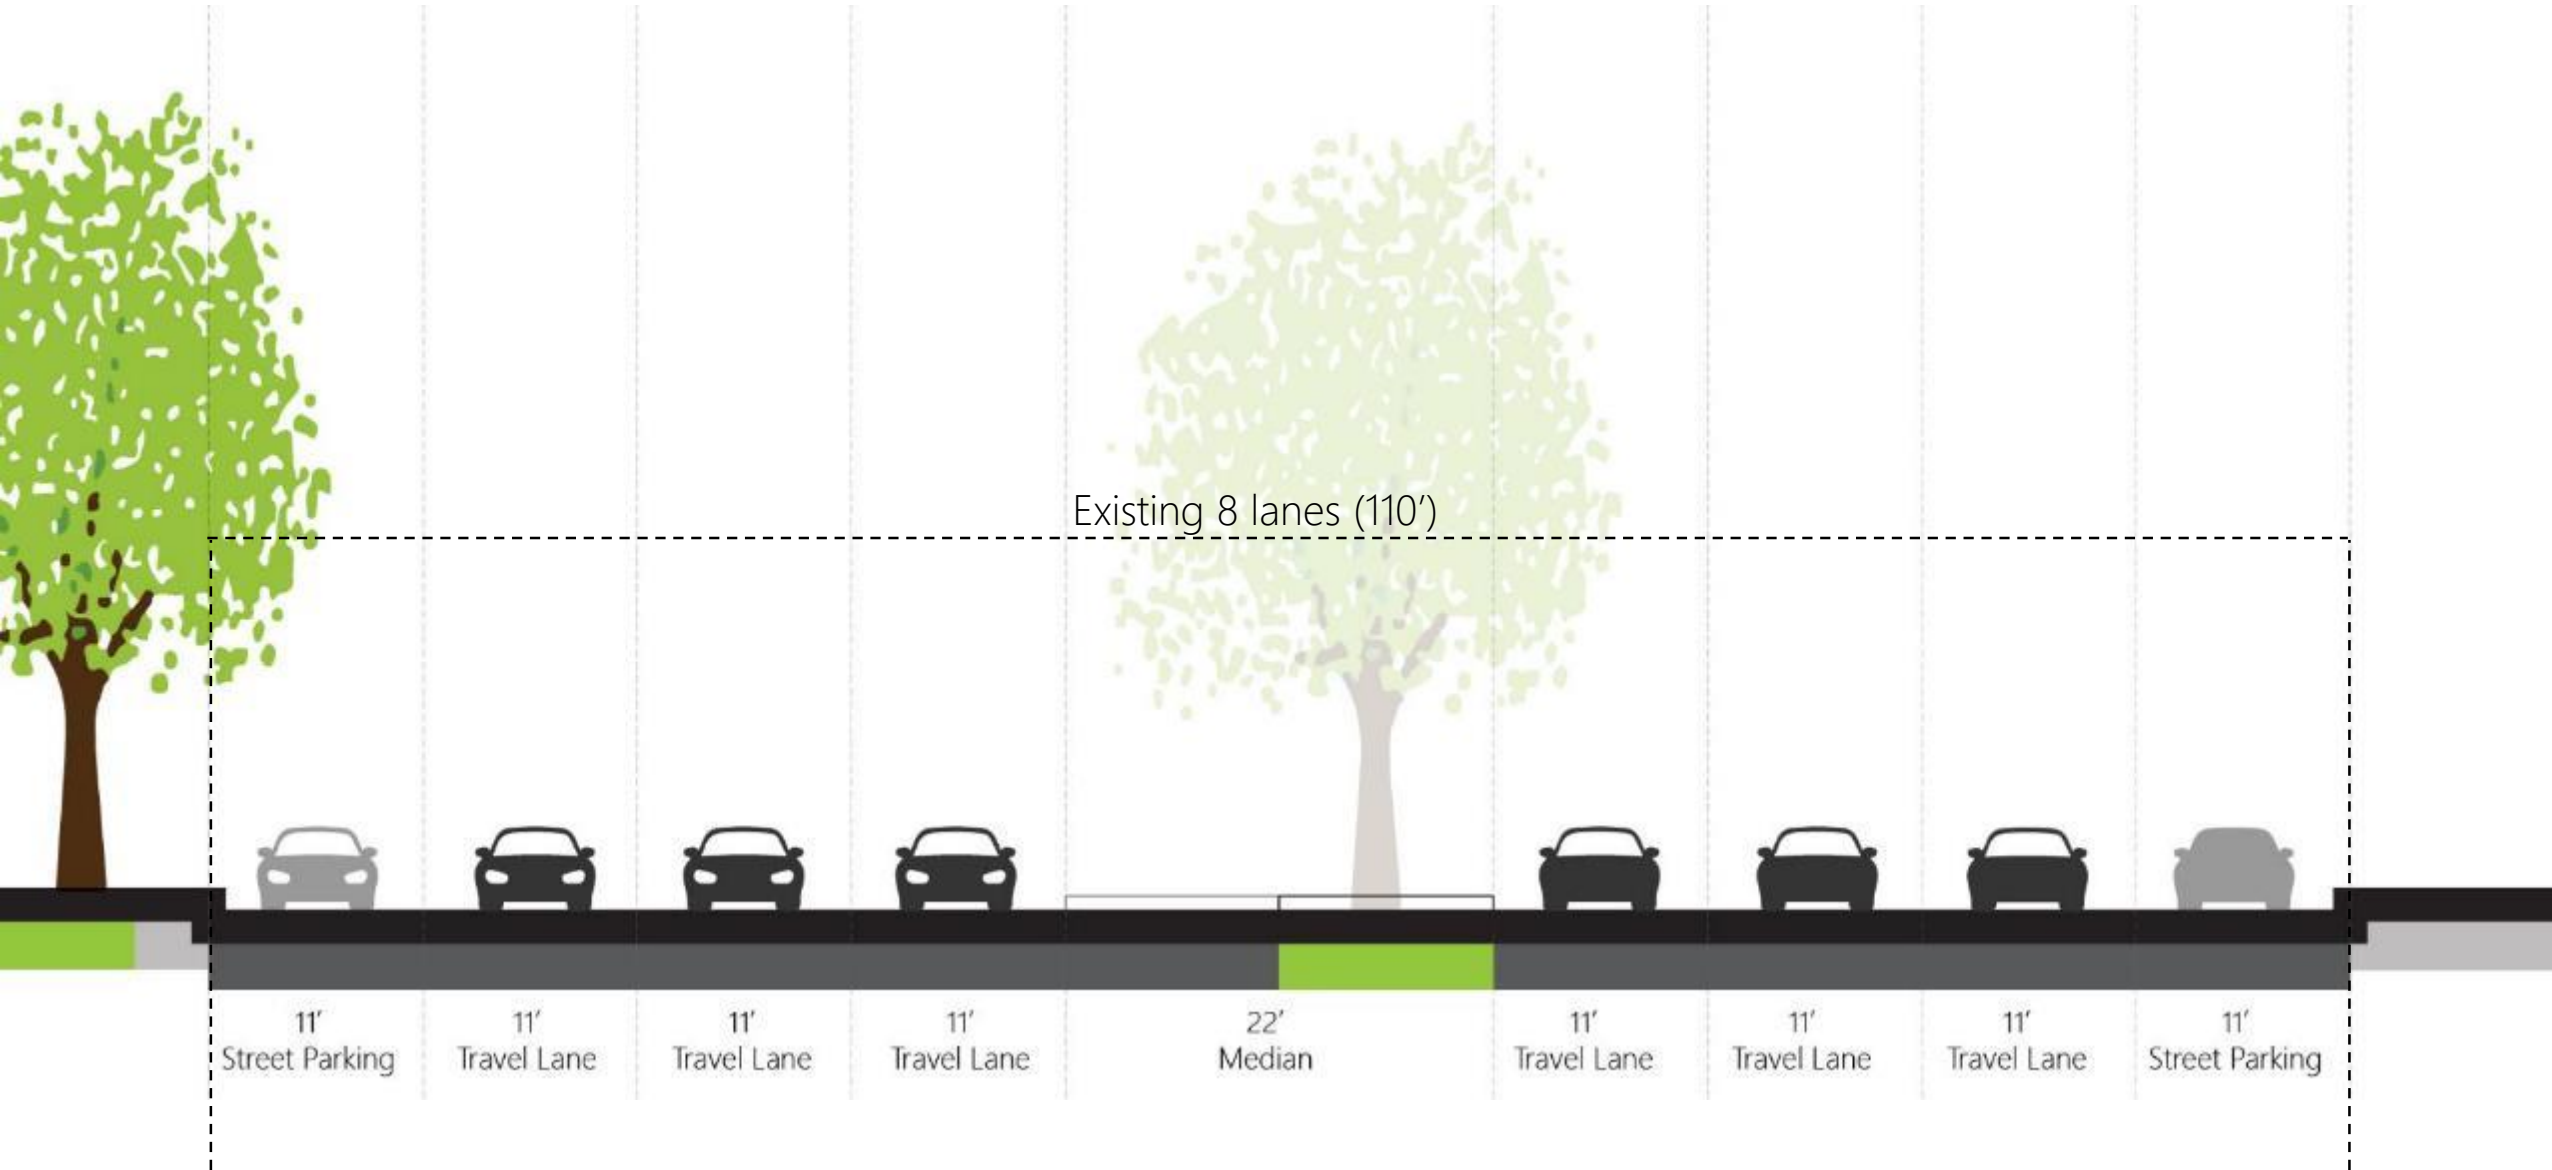 Existing 8 lanes (110′)
11′
Street Parking
11′
Travel Lane
11′
Travel Lane
11′
Travel Lane
22′
Median
11′
Travel Lane
11′
Travel Lane
11′
Travel Lane
11′
Street Parking